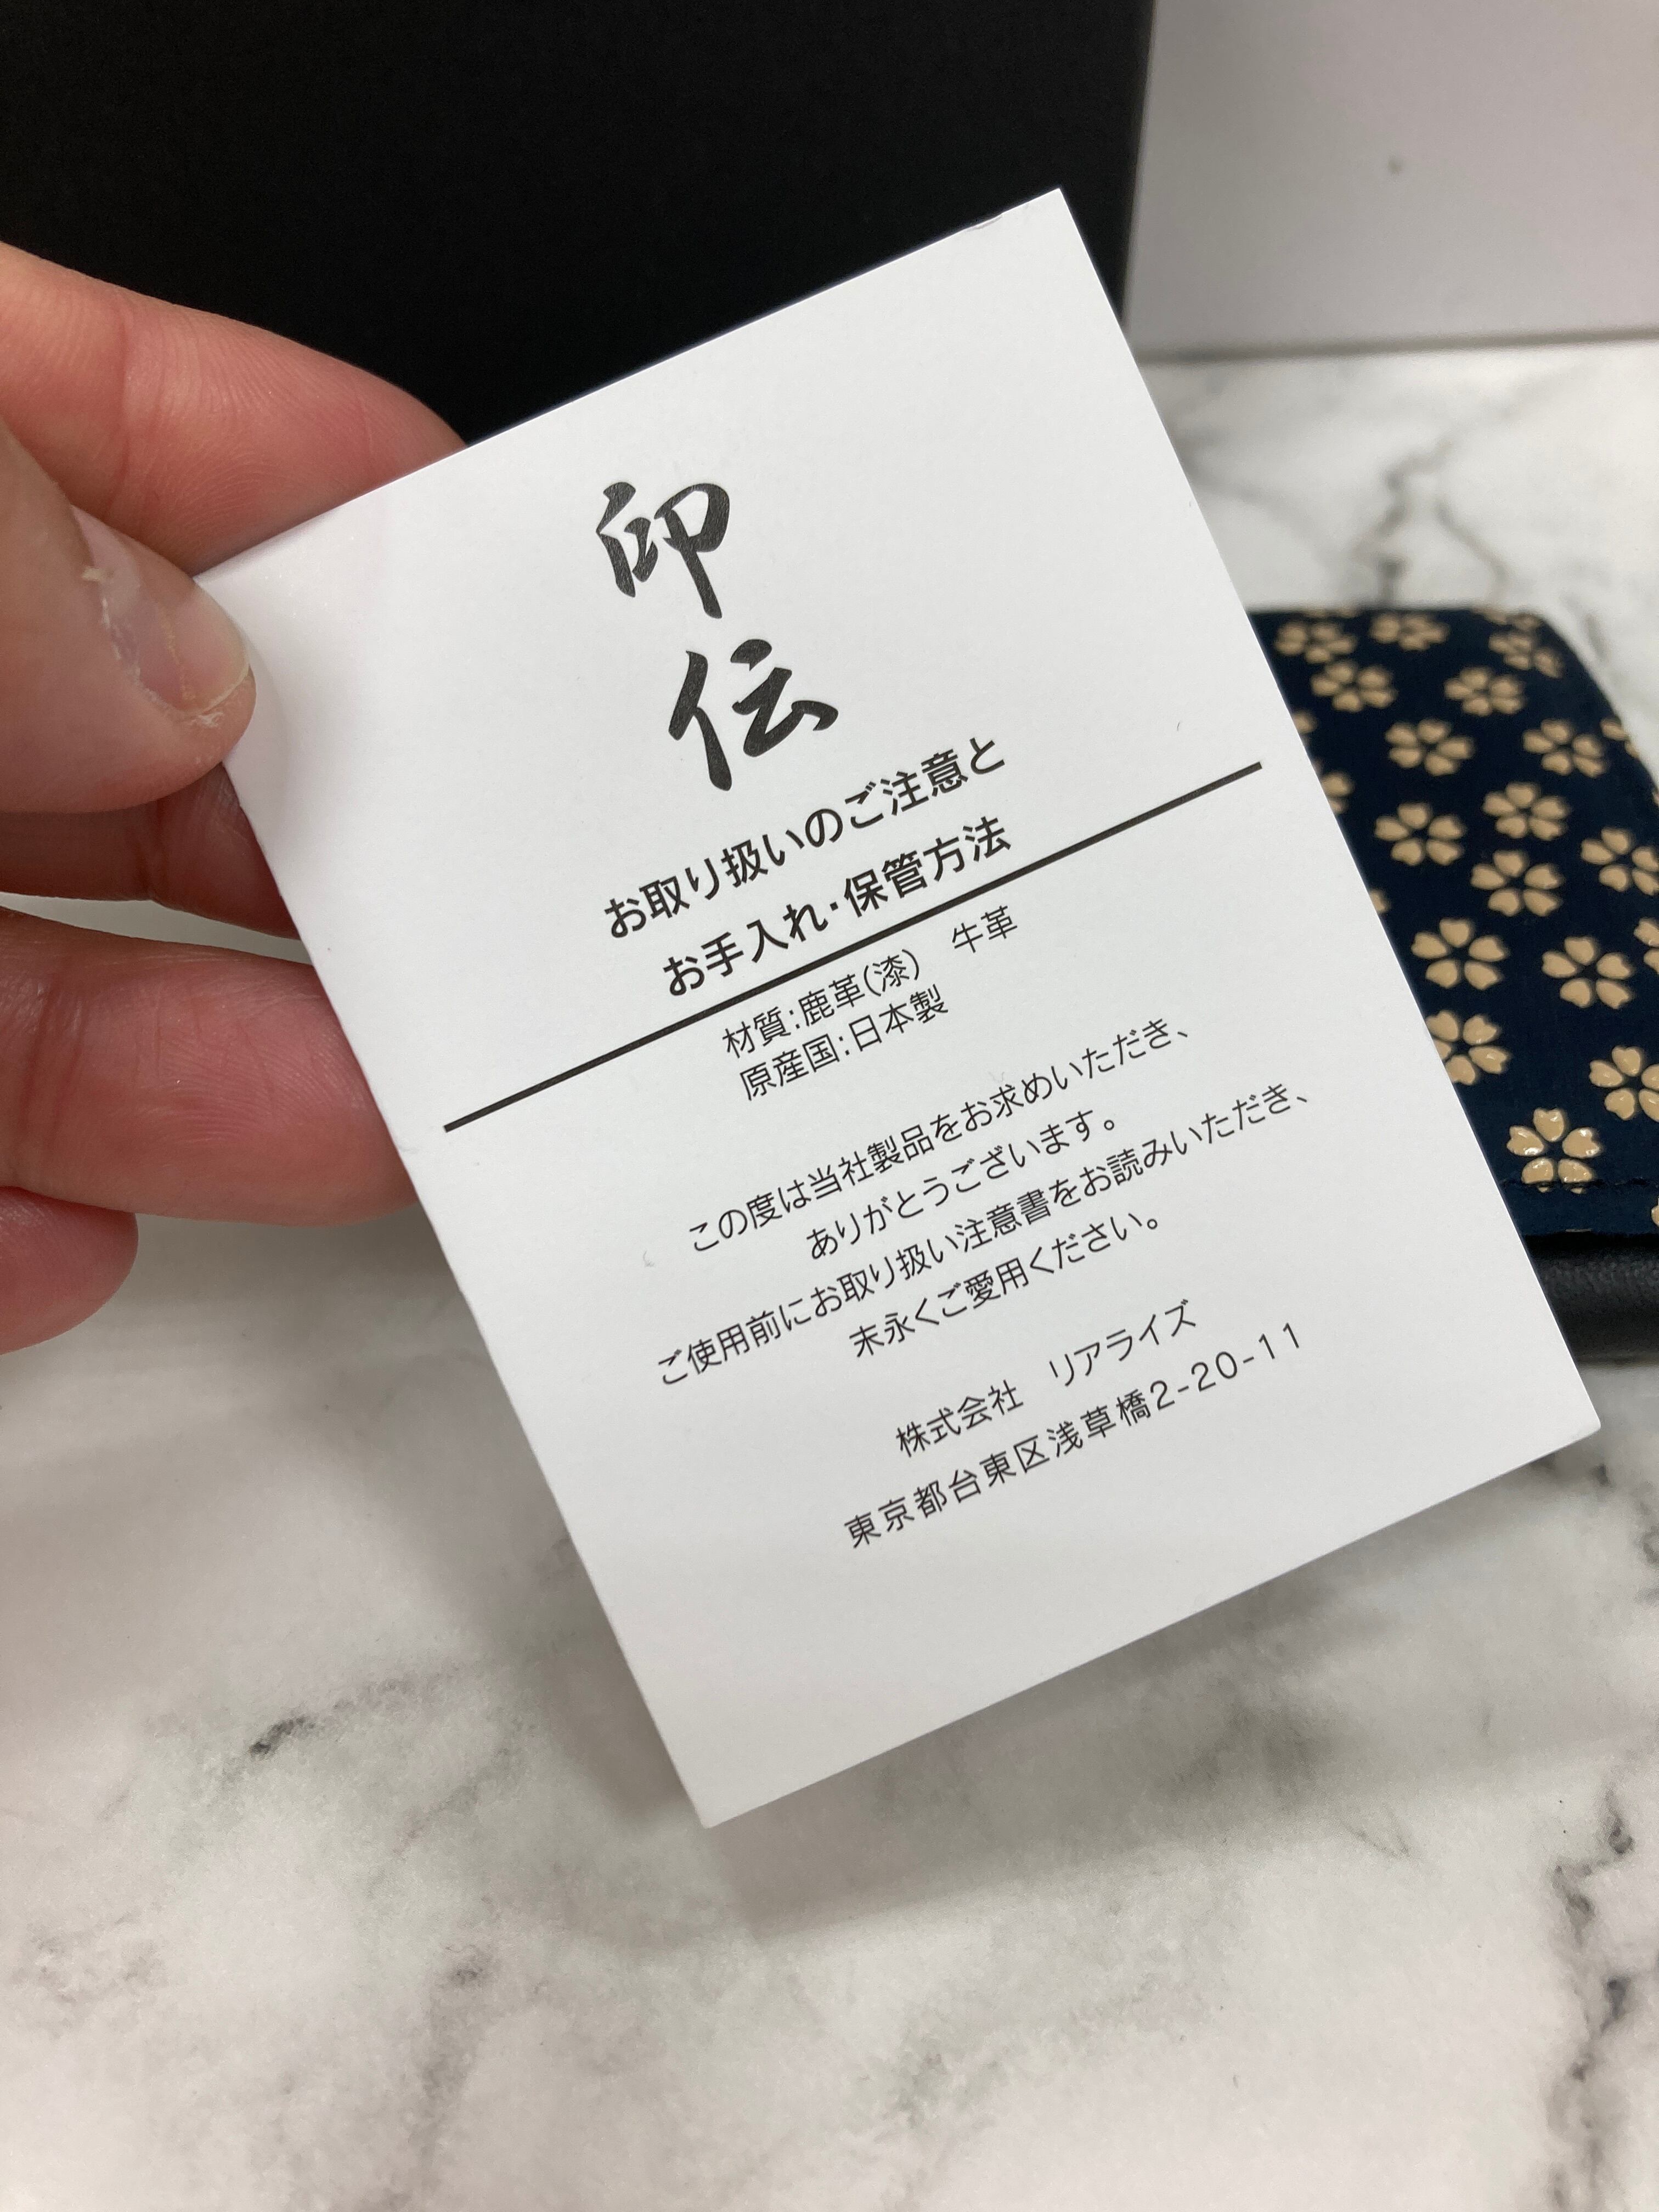 印
伝
お取り扱いのご注意と
お手入れ・保管方法
材質:鹿革(漆)　牛革
原産国:日本製
この度は当社製品をお求めいただき、
ありがとうございます。
ご使用前にお取り扱い注意書をお読みいただき、
末永くご愛用ください。
株式会社　リアライズ
東京都台東区浅草橋2-20-11